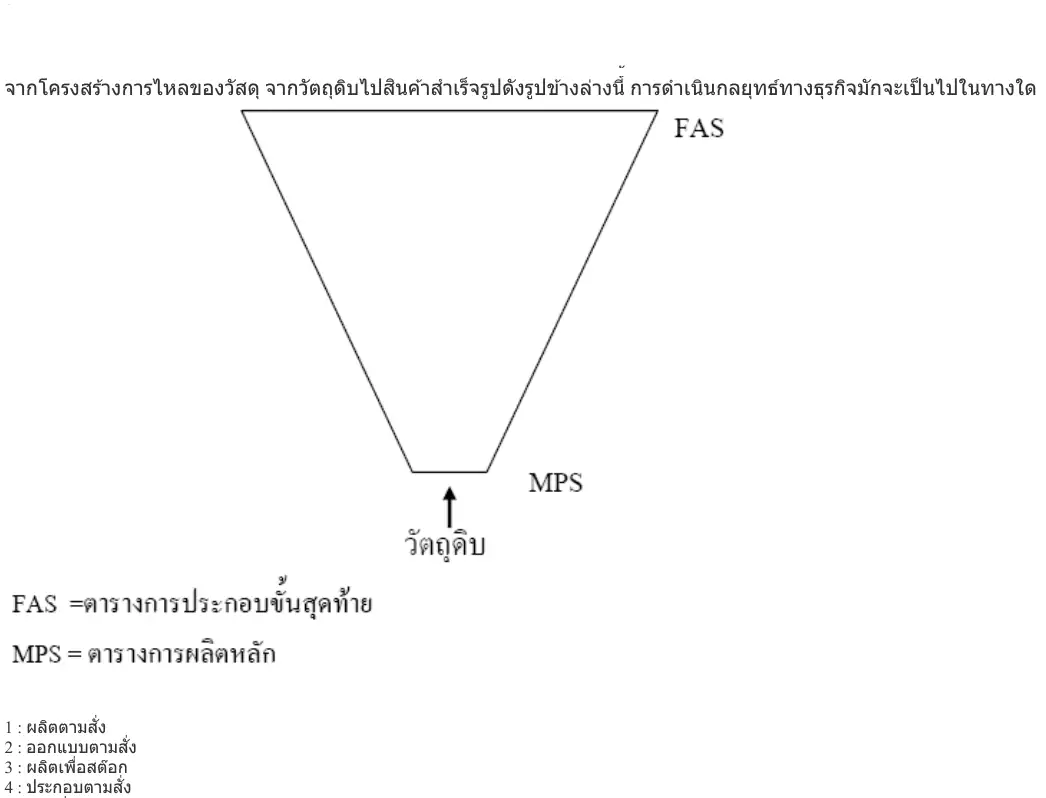 จากโครงสร้างการไหลของวัสดุ จากวัตถุดิบไปสินค้าสำเร็จรูปดังรูปข้างล่างนี้ การดำเนินกลยุทธ์ทางธุรกิจมักจะเป็นไปในทางใด
FAS
MPS
วัตถุดิบ
FAS =ตารางการประกอบขั้นสุดท้าย
MPS = ตารางการผลิตหลัก
1 : ผลิตตามสั่ง
2 : ออกแบบตามสั่ง
3 : ผลิตเพื่อสต๊อก
4 : ประกอบตามสั่ง